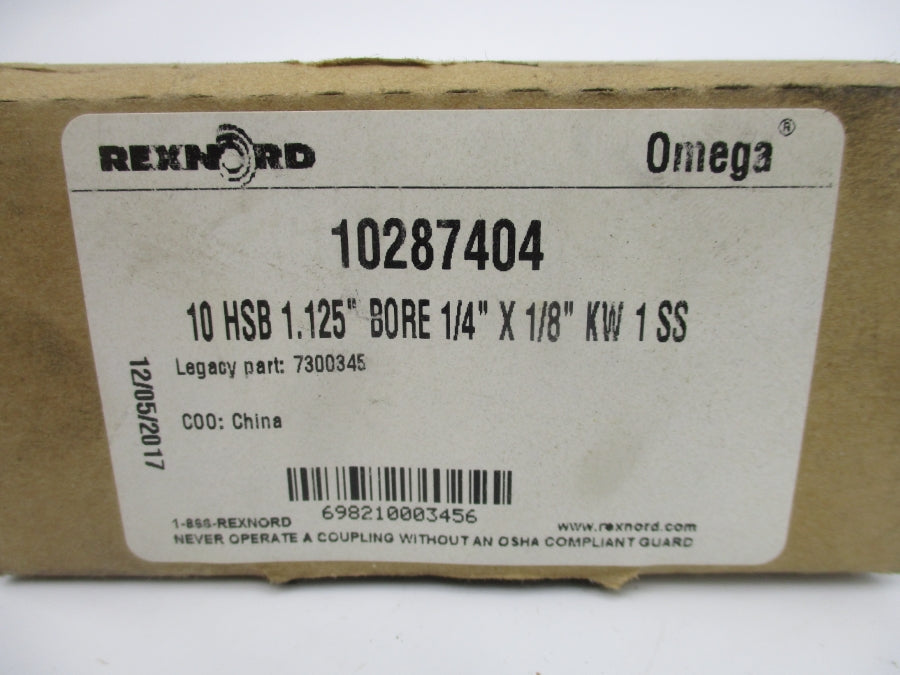 REXNORD Omega®
10287404
10 HSB 1.125" BORE 1/4" X 1/8" KW 1 SS
Legacy part: 7300345
12/05/2017
COO: China
698210003456
1-888-REXNORD www.rexnord.com
NEVER OPERATE A COUPLING WITHOUT AN OSHA COMPLIANT GUARD